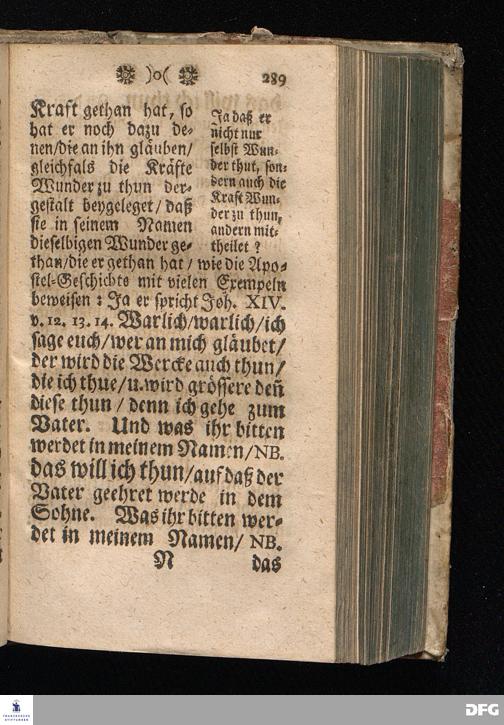 )o( 289
Kraft gethan hat, so
hat er noch dazu de-
nen/die an ihn gläuben/
gleichfals die Kräfte
Wunder zu thun der-
gestalt beygeleget/ daß
sie in seinem Namen
dieselbigen Wunder ge-
Ja daß er
nicht nur
selbst Wun-
der thut, son-
dern auch die
Kraft Wun-
der zu thun,
andern mit-
theilet ?
than/die er gethan hat / wie die Apo-
stel-Geschichte mit vielen Exempeln
beweisen : Ja er spricht Joh. XIV.
v. 12. 13. 14. Warlich/warlich/ich
sage euch/wer an mich gläubet/
der wird die Wercke auch thun/
die ich thue/u. wird grössere deñ
diese thun / denn ich gehe zum
Vater. Und was ihr bitten
werdet in meinem Namen/NB.
das will ich thun/auf daß der
Vater geehret werde in dem
Sohne. Was ihr bitten wer-
det in meinem Namen/ NB.
N das
FRANCKESCHE
STIFTUNGEN
DFG